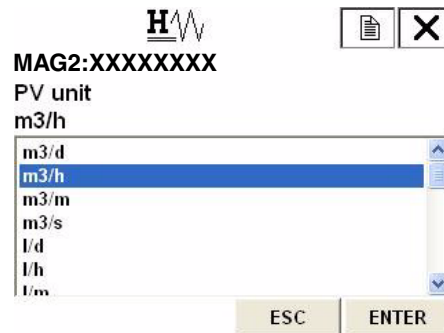 H
MAG2:XXXXXXXX
PV unit
m3/h
m3/d
m3/h
m3/m
m3/s
l/d
l/h
l/m
ESC ENTER